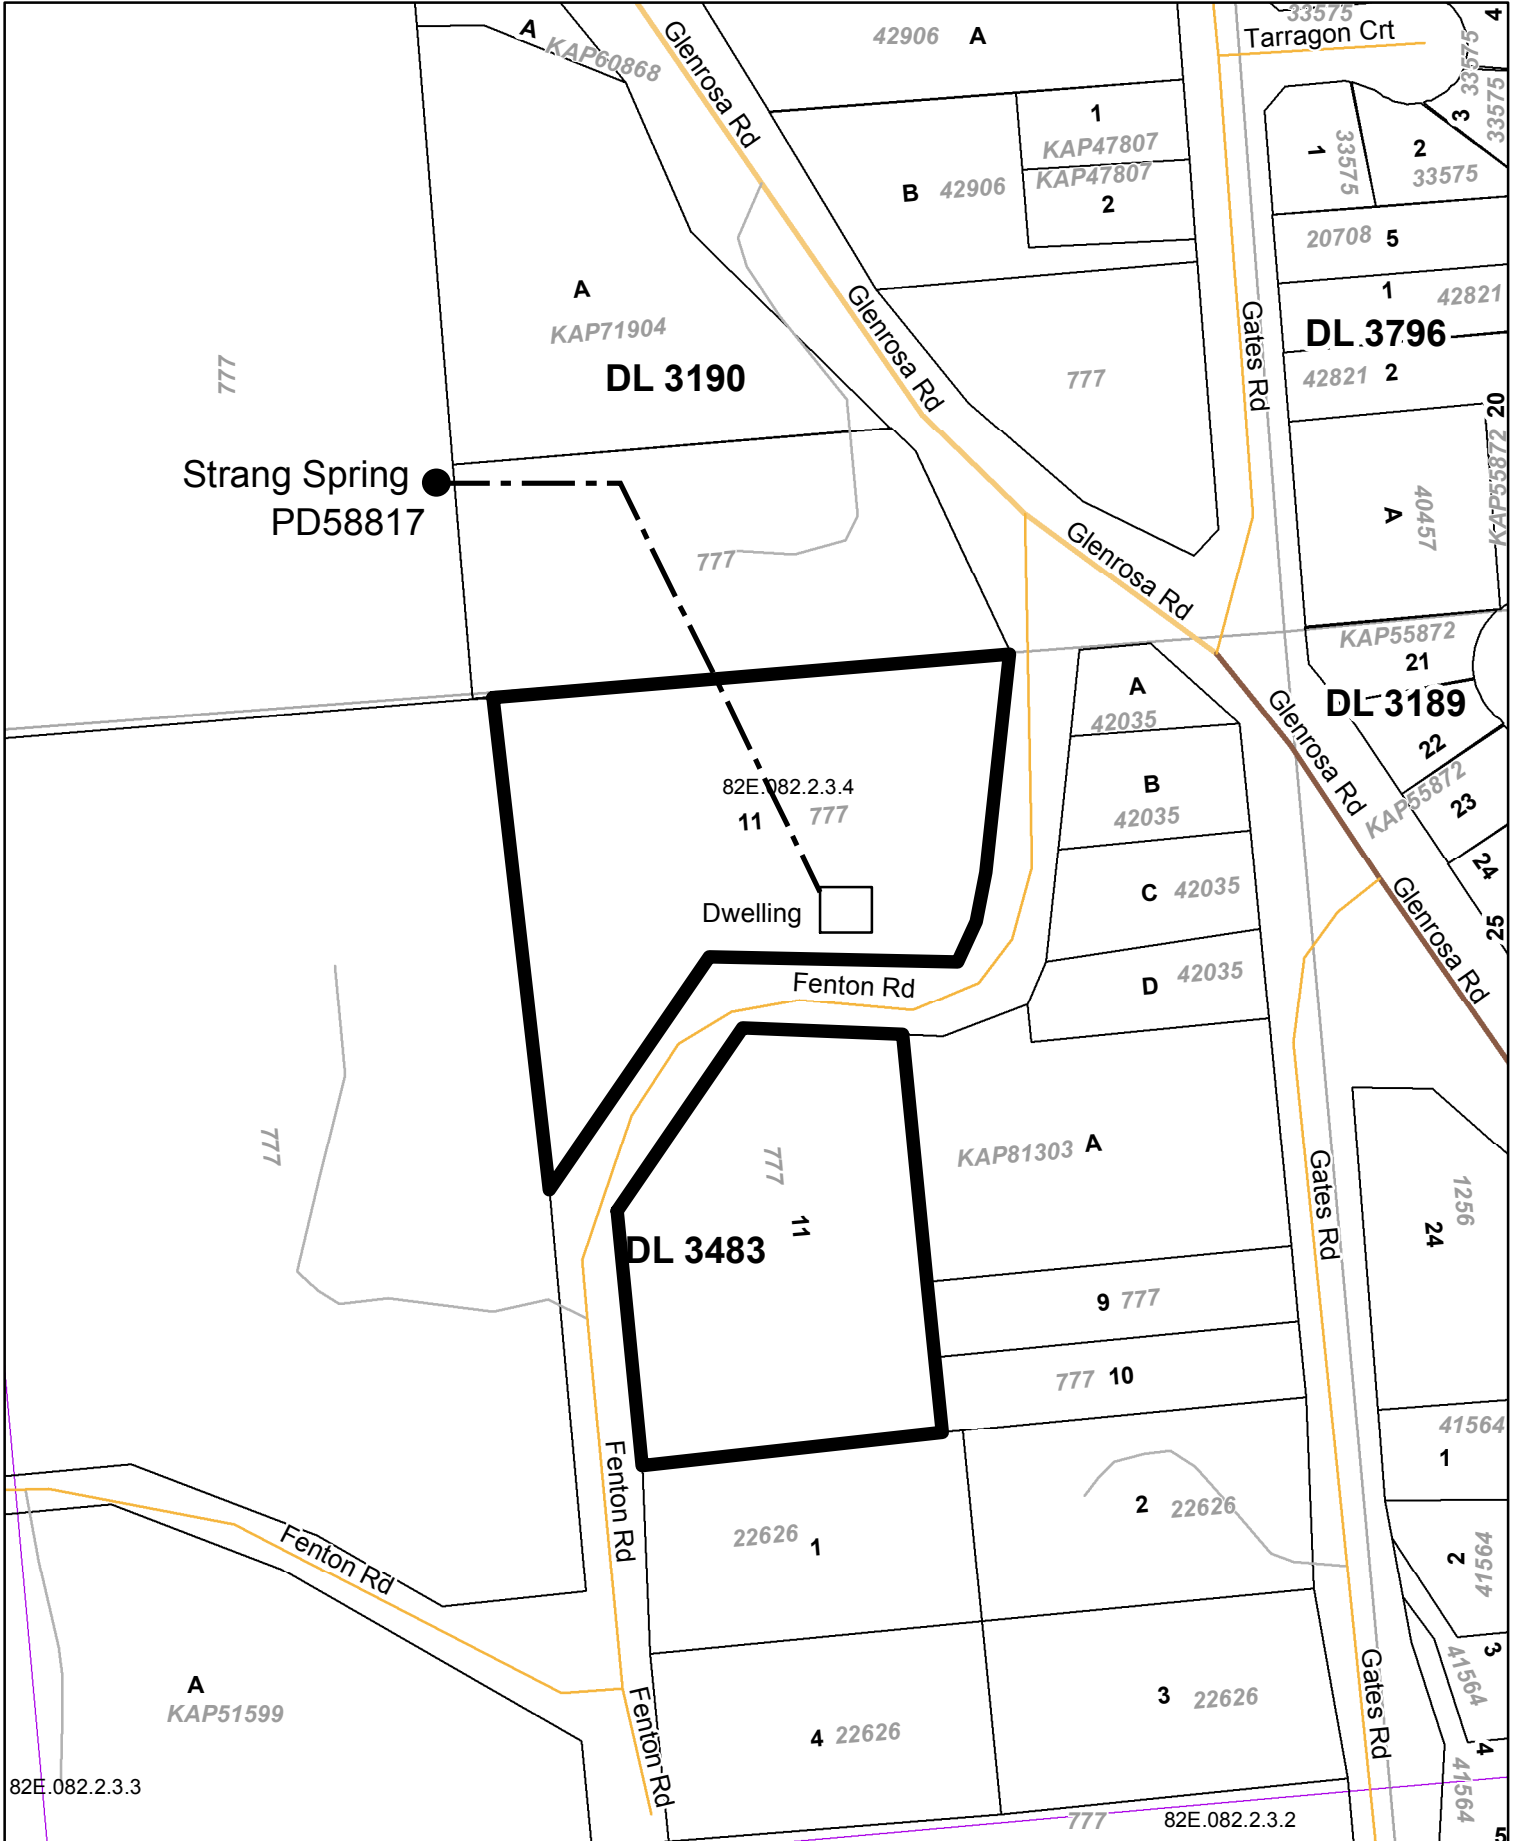 33575
4
A
KAP60868
Glenrosa Rd
42906 A
Tarragon Crt
33575
33575
3
1
KAP47807
KAP47807
2
B 42906
1
33575
2
33575
20708 5
1
42821
DL 3796
42821 2
A
KAP71904
DL 3190
777
Glenrosa Rd
777
Gates Rd
20
KAP55872
A
40457
Strang Spring
PD58817
777
Glenrosa Rd
KAP55872
21
DL 3189
22
KAP55872
23
24
25
Glenrosa Rd
Glenrosa Rd
A
42035
B
42035
C 42035
D 42035
82E.082.2.3.4
11 777
Dwelling
Fenton Rd
777
777
11
DL 3483
KAP81303 A
Gates Rd
1256
24
9 777
777 10
41564
1
Fenton Rd
22626 1
2 22626
2
41564
Fenton Rd
A
KAP51599
Fenton Rd
4 22626
3 22626
Gates Rd
3
41564
4
41564
82E.082.2.3.3
777
82E.082.2.3.2
5